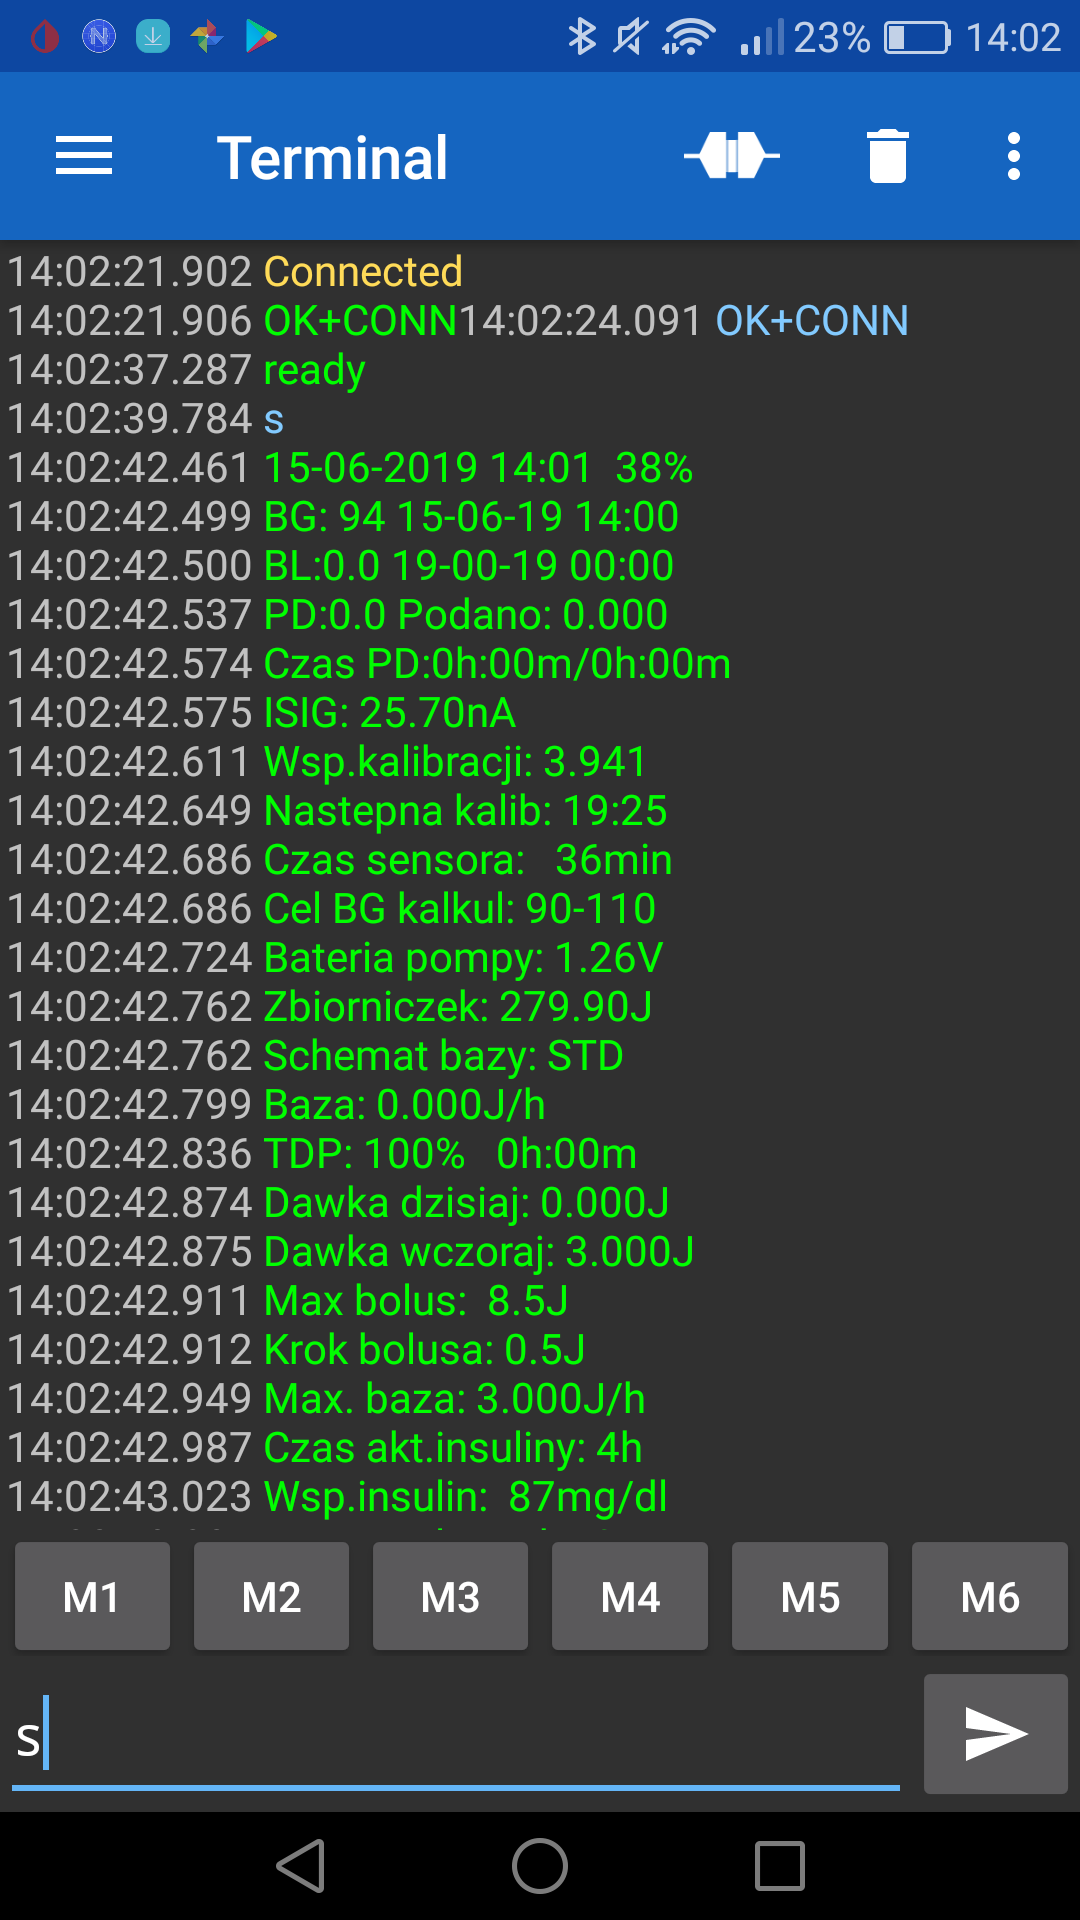 23% 14:02
Terminal
14:02:21.902 Connected
14:02:21.906 OK+CONN14:02:24.091 OK+CONN
14:02:37.287 ready
14:02:39.784 s
14:02:42.461 15-06-2019 14:01  38%
14:02:42.499 BG: 94 15-06-19 14:00
14:02:42.500 BL:0.0 19-00-19 00:00
14:02:42.537 PD:0.0 Podano: 0.000
14:02:42.574 Czas PD:0h:00m/0h:00m
14:02:42.575 ISIG: 25.70nA
14:02:42.611 Wsp.kalibracji: 3.941
14:02:42.649 Nastepna kalib: 19:25
14:02:42.686 Czas sensora:   36min
14:02:42.686 Cel BG kalkul: 90-110
14:02:42.724 Bateria pompy: 1.26V
14:02:42.762 Zbiorniczek: 279.90J
14:02:42.762 Schemat bazy: STD
14:02:42.799 Baza: 0.000J/h
14:02:42.836 TDP: 100%   0h:00m
14:02:42.874 Dawka dzisiaj: 0.000J
14:02:42.875 Dawka wczoraj: 3.000J
14:02:42.911 Max bolus:  8.5J
14:02:42.912 Krok bolusa: 0.5J
14:02:42.949 Max. baza: 3.000J/h
14:02:42.987 Czas akt.insuliny: 4h
14:02:43.023 Wsp.insulin:  87mg/dl
M1 M2 M3 M4 M5 M6
s